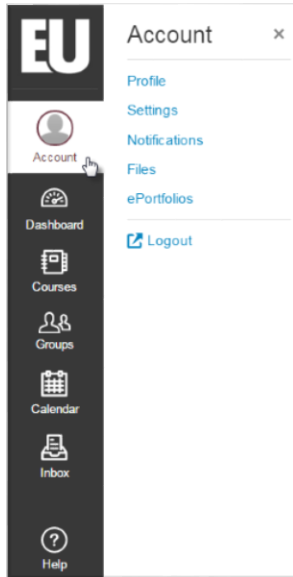 EU
Account
×
Profile
Settings
Notifications
Files
ePortfolios
Logout
Account
Dashboard
Courses
Groups
Calendar
Inbox
?
Help